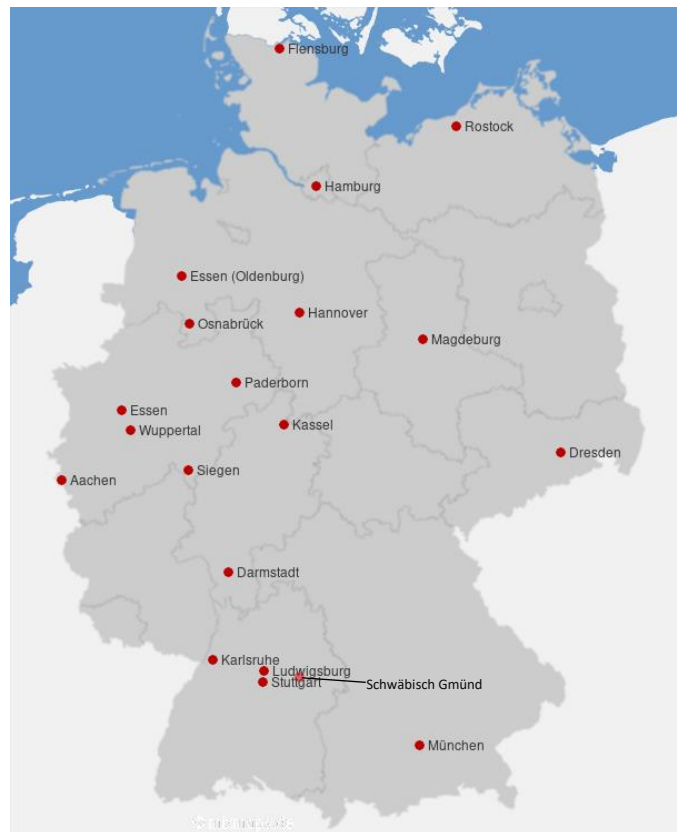 Flensburg
Rostock
Hamburg
Essen (Oldenburg)
Hannover
Osnabrück
Magdeburg
Paderborn
Essen
Wuppertal
Kassel
Dresden
Siegen
Aachen
Darmstadt
Karlsruhe
Ludwigsburg
Stuttgart
Schwäbisch Gmünd
München